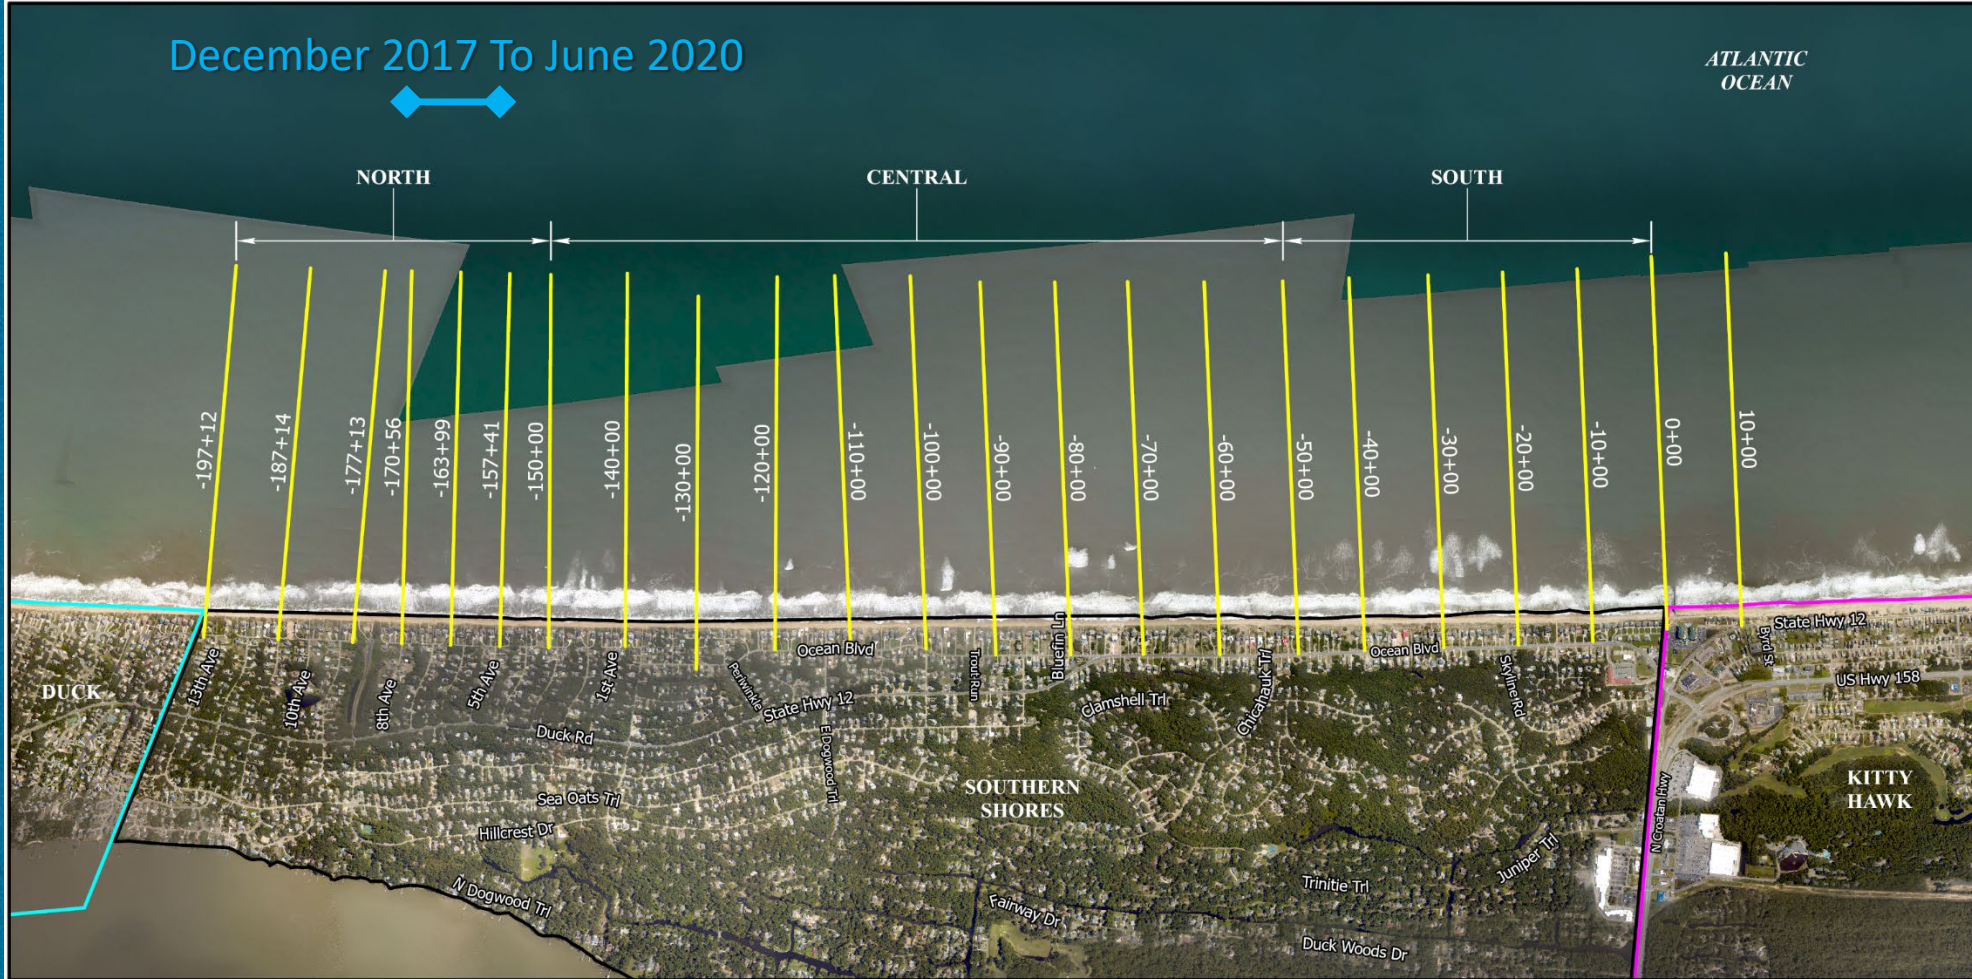 December 2017 To June 2020
ATLANTIC
OCEAN
NORTH
CENTRAL
SOUTH
-197+12
-187+14
-177+13
-170+56
-163+99
-157+41
-150+00
-140+00
-130+00
-120+00
-110+00
-100+00
-90+00
-80+00
-70+00
-60+00
-50+00
-40+00
-30+00
-20+00
-10+00
0+00
10+00
DUCK
13th Ave
10th Ave
8th Ave
5th Ave
1st Ave
Periwinkle
Ocean Blvd
Trout Run
Bluefin Ln
Chicahauk Trl
Ocean Blvd
Skyline Rd
Byrd St
State Hwy 12
US Hwy 158
State Hwy 12
Clamshell Trl
Duck Rd
E Dogwood Trl
Sea Oats Trl
Hillcrest Dr
SOUTHERN
SHORES
N Croatan Hwy
KITTY
HAWK
N Dogwood Trl
Fairway Dr
Trinitie Trl
Juniper Trl
Duck Woods Dr